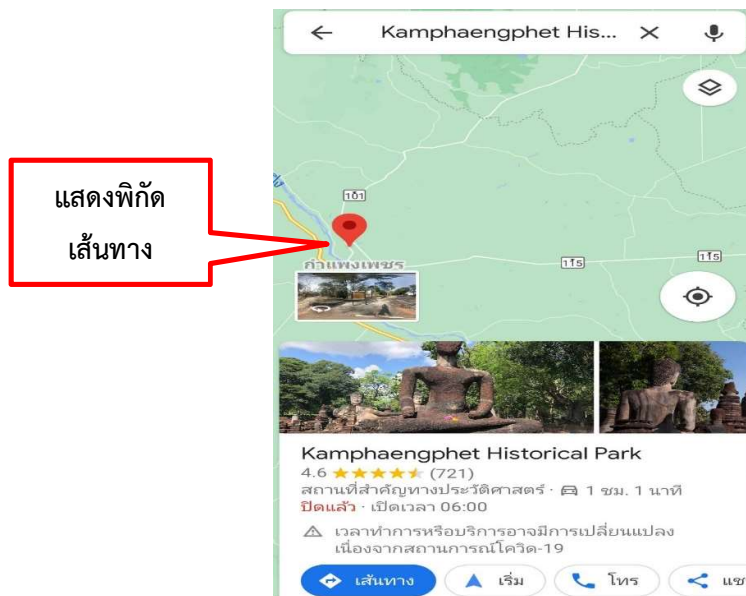 Kamphaengphet His...
101
แสดงพิกัด
เส้นทาง
กำแพงเพชร
115
115
Kamphaengphet Historical Park
4.6 ★★★★★ (721)
สถานที่สำคัญทางประวัติศาสตร์ · 1 ชม. 1 นาที
ปิดแล้ว · เปิดเวลา 06:00
เวลาทำการหรือบริการอาจมีการเปลี่ยนแปลง
เนื่องจากสถานการณ์โควิด-19
เส้นทาง เริ่ม โทร แช